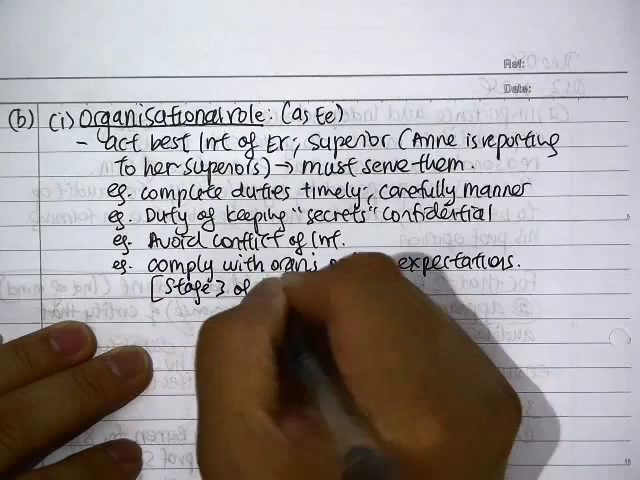 Ref:
Date:
(b) (i) Organisational role: (as Ee)
- act best Int of Er, Superior (Anne is reporting
to her superiors) → must serve them.
eg. complete duties timely, carefully manner
eg. Duty of keeping "secrets" confidential
eg. Avoid conflict of Int.
eg. comply with expectations.
[Stage 3 of